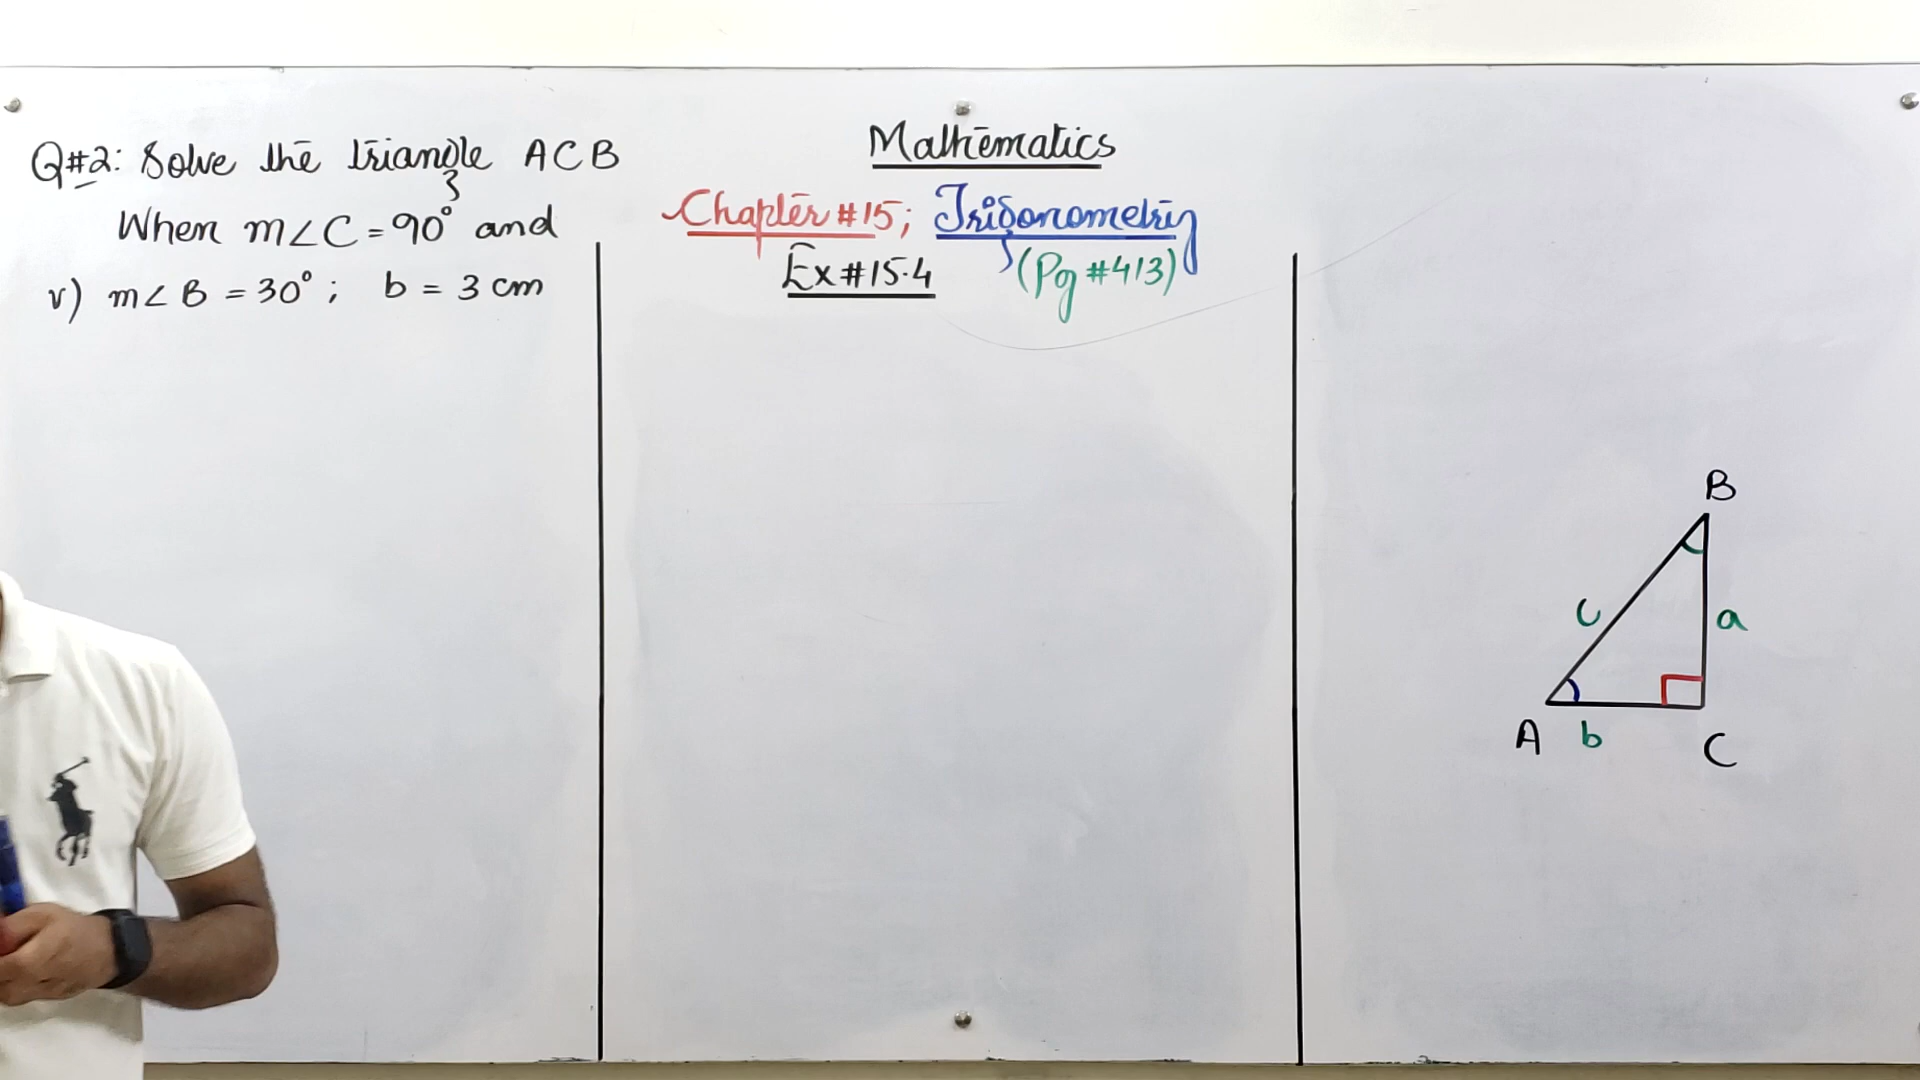 Q#2: Solve the triangle ACB
When m∠C = 90° and
v) m∠B = 30° ; b = 3 cm
Mathematics
Chapter #15; Trigonometry
Ex #15.4 (Pg #413)
B
c
a
A b C